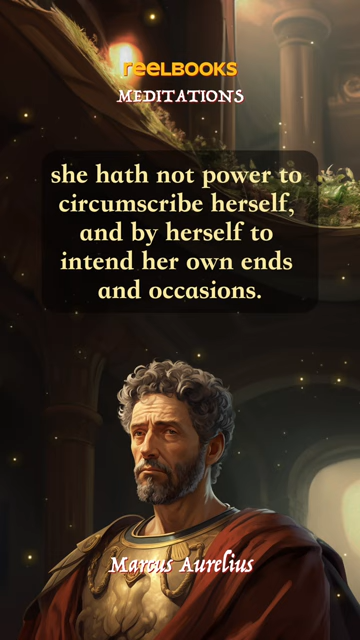 reelbooks
MEDITATIONS
she hath not power to
circumscribe herself,
and by herself to
intend her own ends
and occasions.
Marcus Aurelius